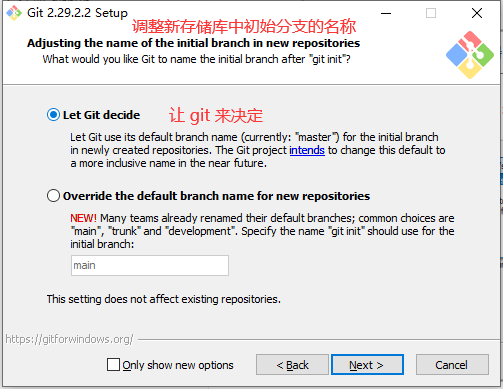 Git 2.29.2.2 Setup
调整新存储库中初始分支的名称
Adjusting the name of the initial branch in new repositories
What would you like Git to name the initial branch after "git init"?
Let Git decide
让 git 来决定
Let Git use its default branch name (currently: "master") for the initial branch
in newly created repositories. The Git project intends to change this default to
a more inclusive name in the near future.
Override the default branch name for new repositories
NEW! Many teams already renamed their default branches; common choices are
"main", "trunk" and "development". Specify the name "git init" should use for the
initial branch:
main
This setting does not affect existing repositories.
https://gitforwindows.org/
Only show new options
< Back
Next >
Cancel